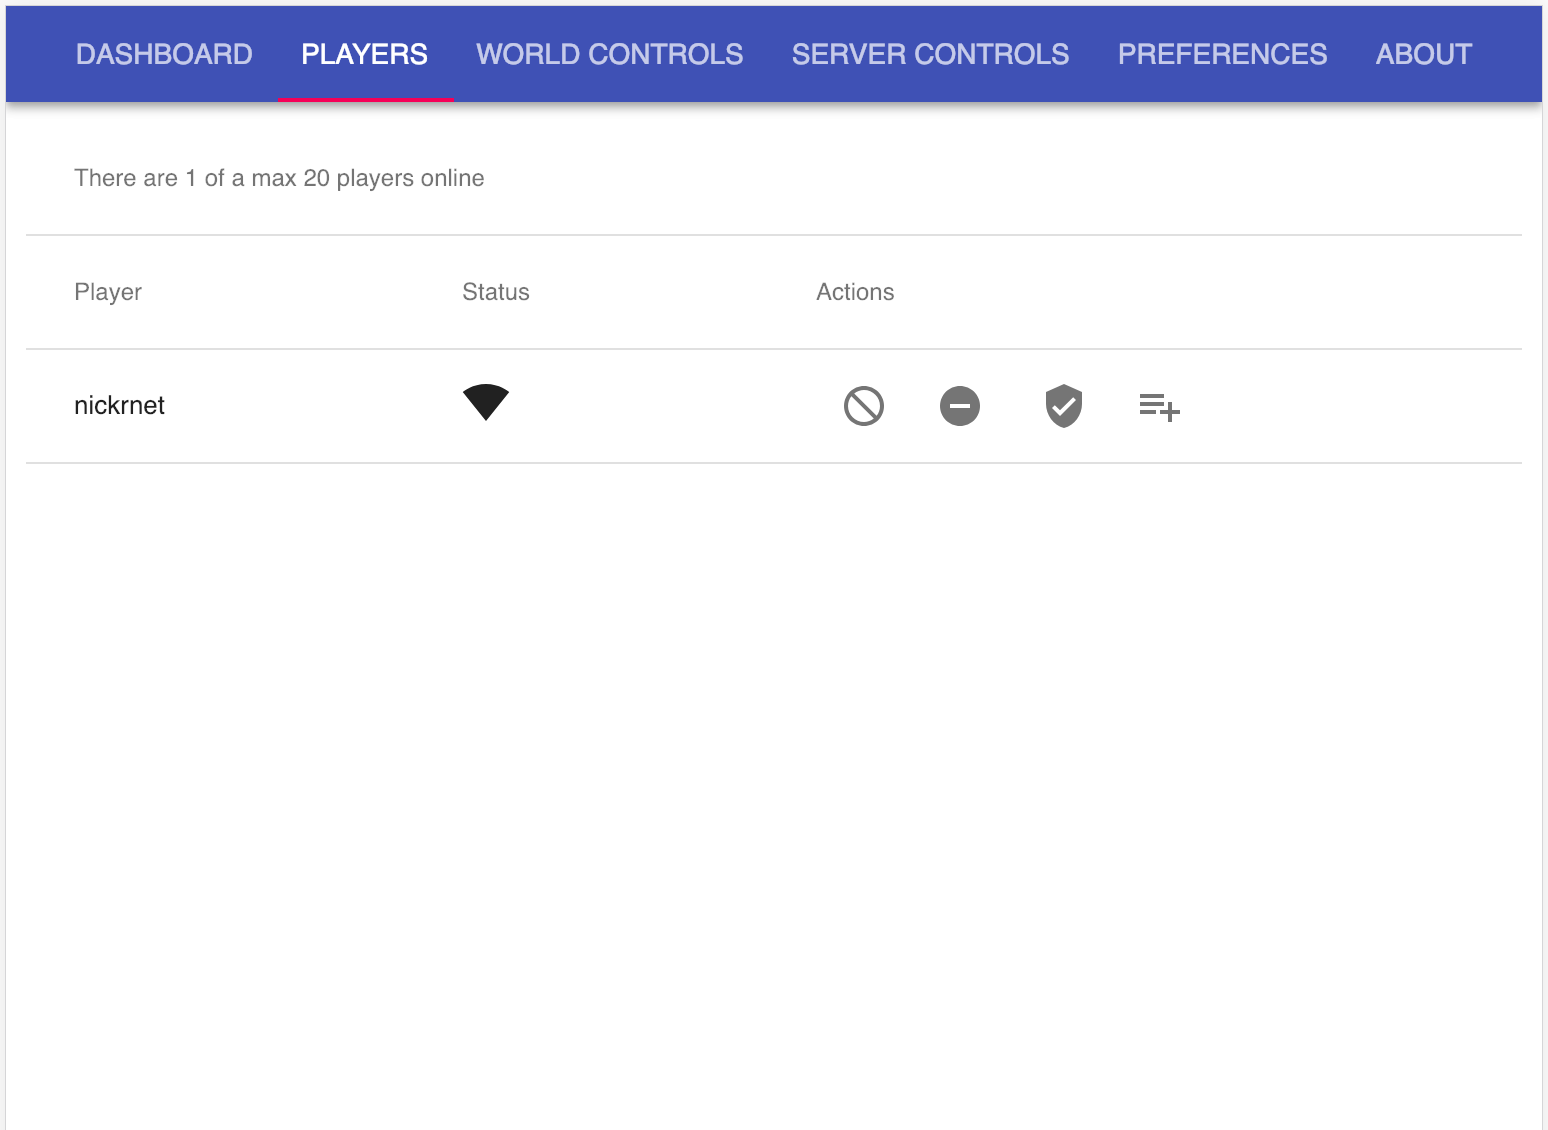 DASHBOARD PLAYERS WORLD CONTROLS SERVER CONTROLS PREFERENCES ABOUT
There are 1 of a max 20 players online
Player Status Actions
nickrnet